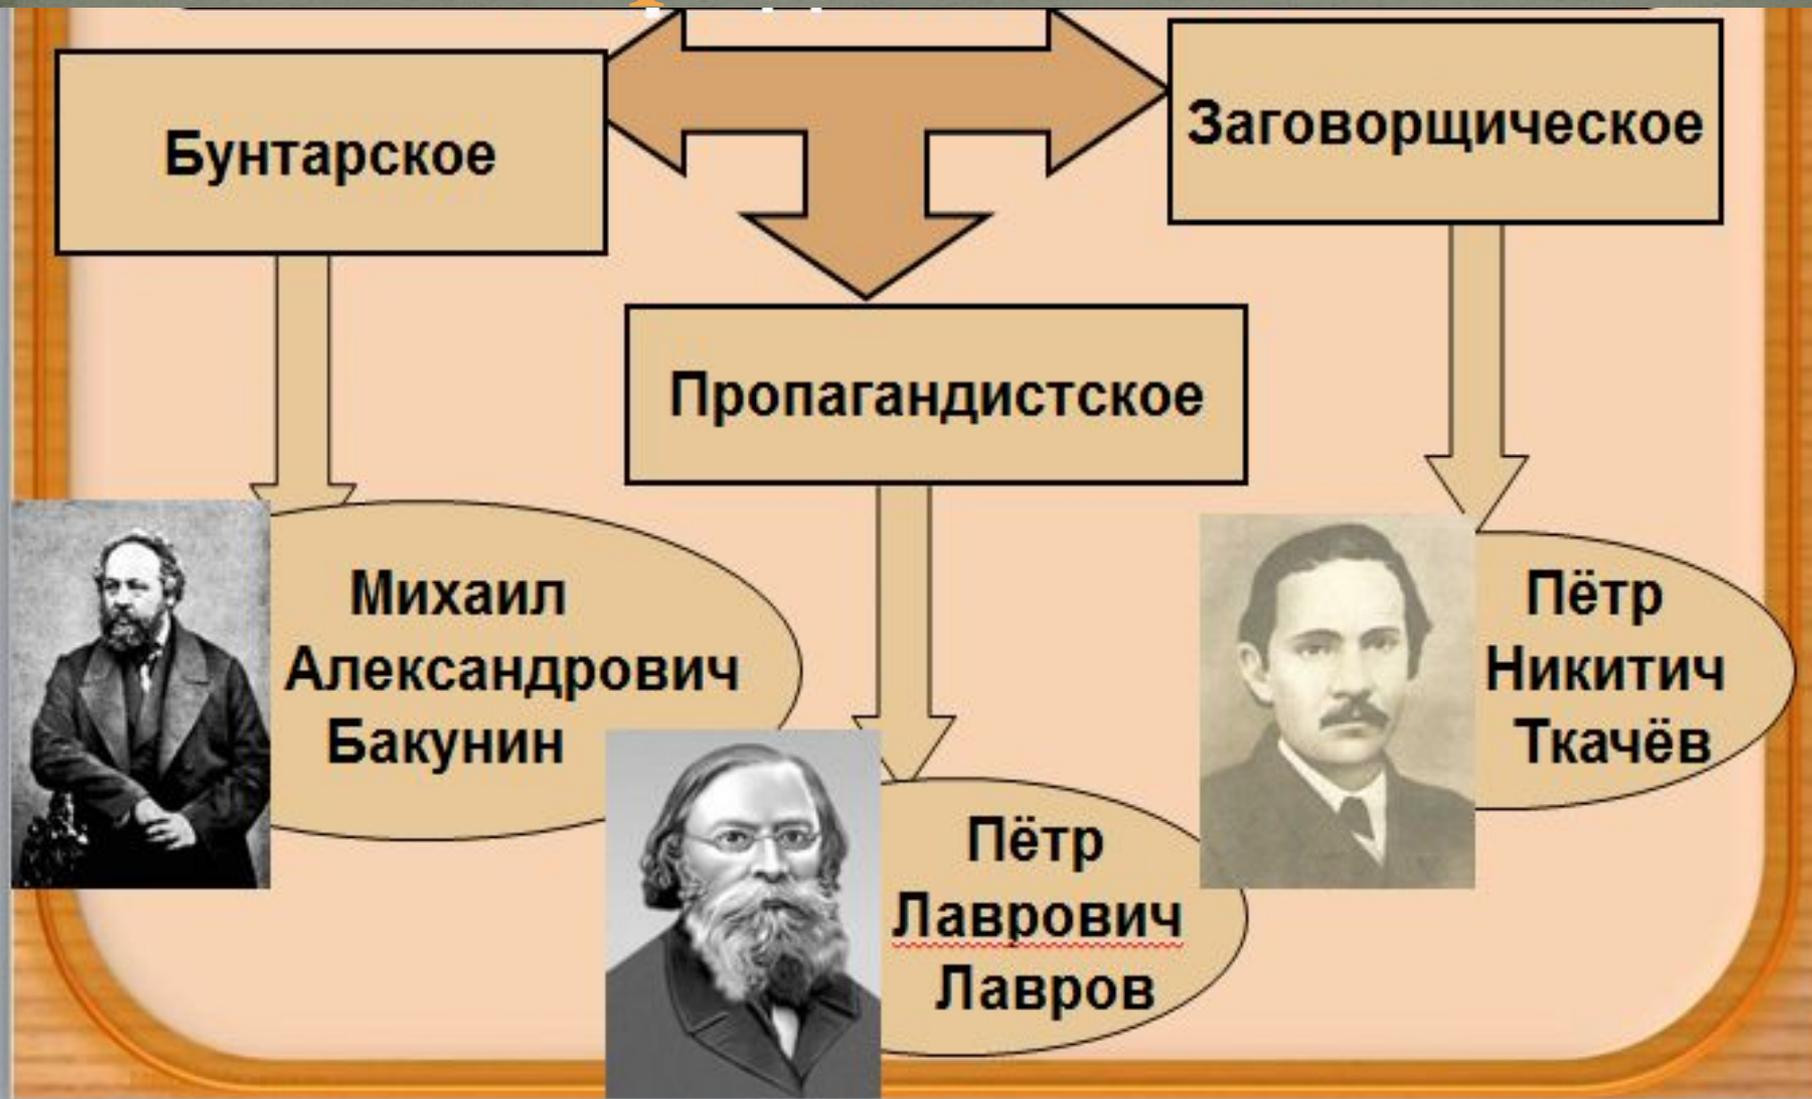 Бунтарское
Заговорщическое
Пропагандистское
Михаил
Александрович
Бакунин
Пётр
Лаврович
Лавров
Пётр
Никитич
Ткачёв